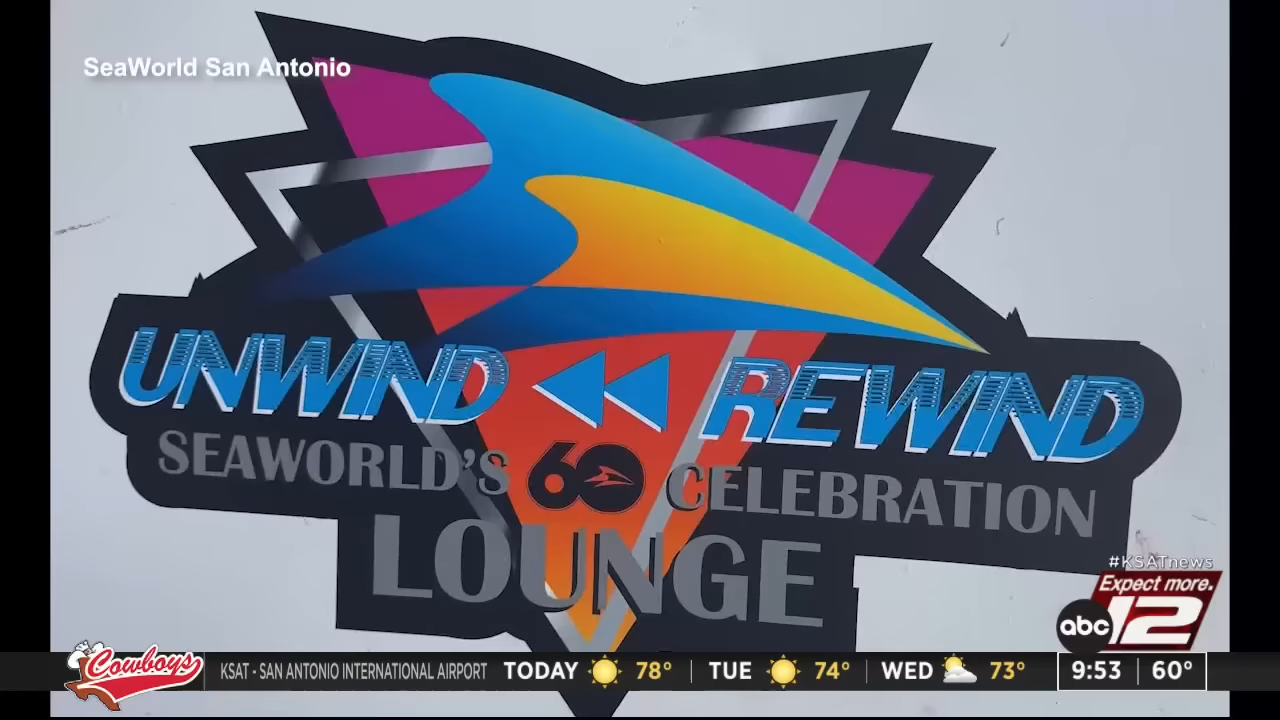 SeaWorld San Antonio
UNWIND REWIND
SEAWORLD'S 60 CELEBRATION
LOUNGE
#KSATnews
Expect more.
abc 12
Cowboys
KSAT - SAN ANTONIO INTERNATIONAL AIRPORT TODAY 78° TUE 74° WED 73° 9:53 60°